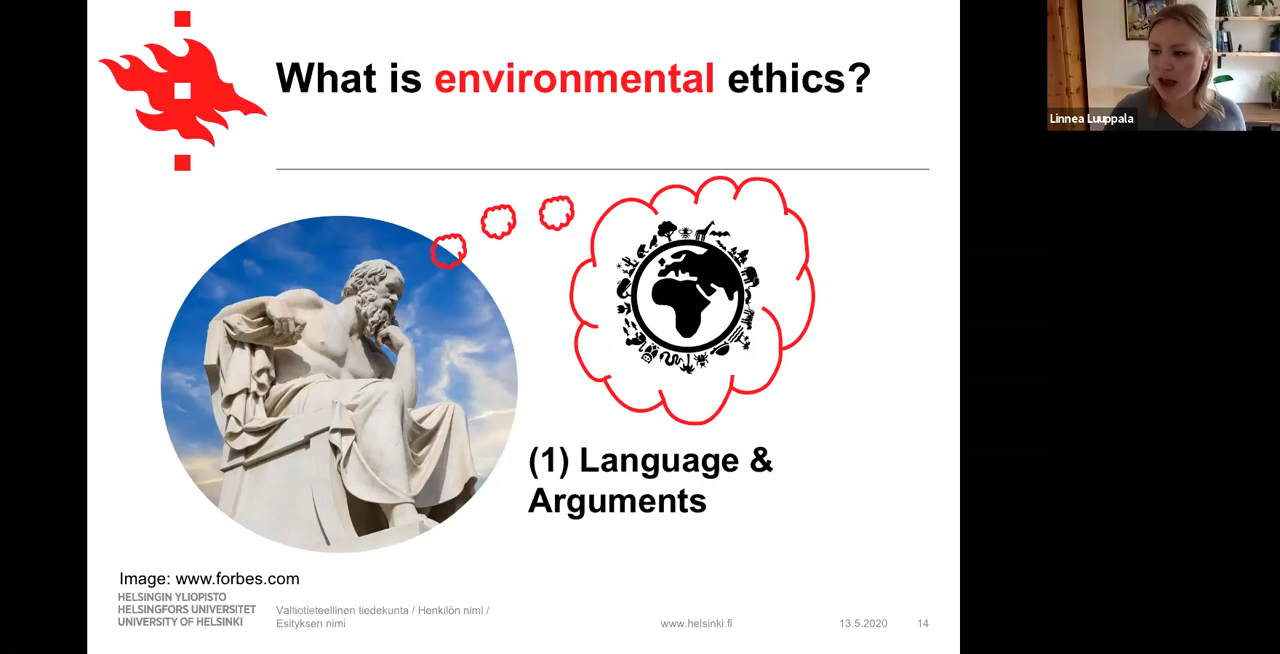 What is environmental ethics?
Linnea Luuppala
(1) Language &
Arguments
Image: www.forbes.com
HELSINGIN YLIOPISTO
HELSINGFORS UNIVERSITET
UNIVERSITY OF HELSINKI
Valtiotieteellinen tiedekunta / Henkilön nimi /
Esityksen nimi
www.helsinki.fi
13.5.2020
14